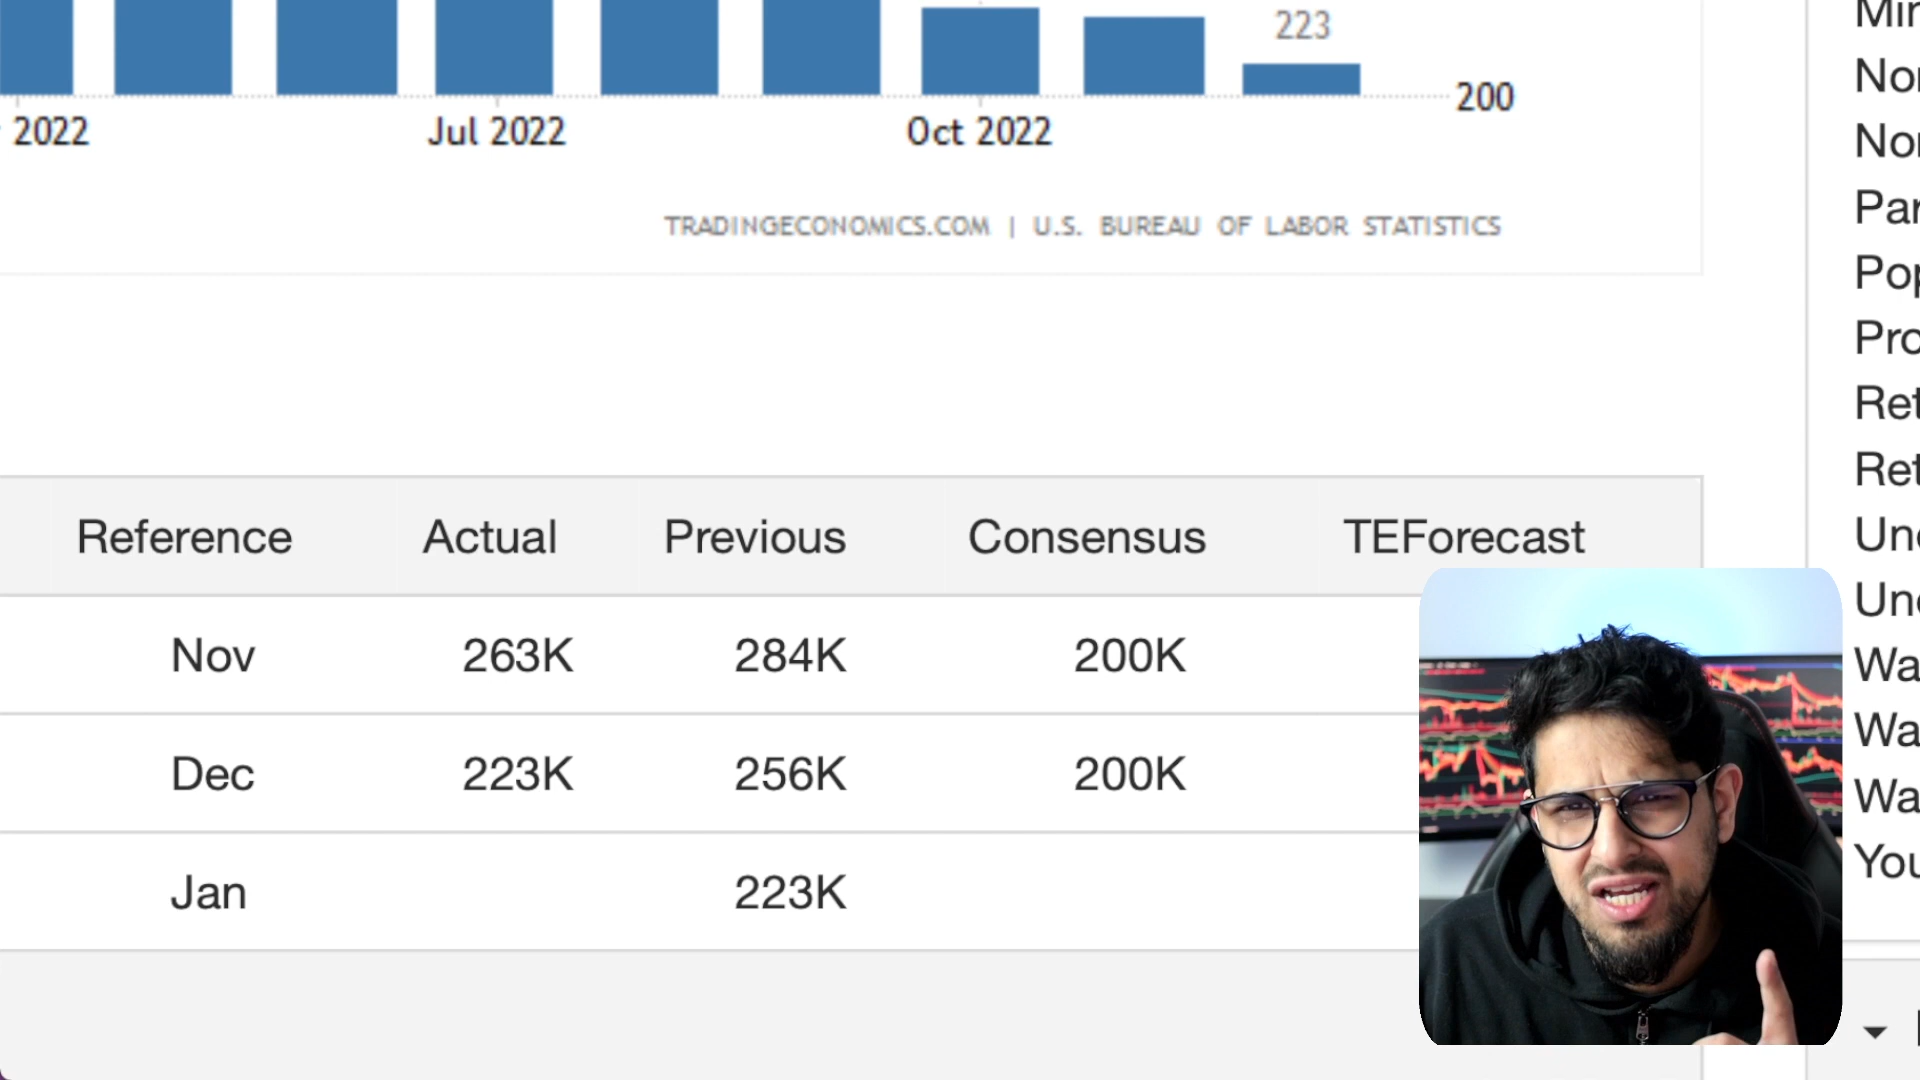 223
200
2022
Jul 2022
Oct 2022
TRADINGECONOMICS.COM | U.S. BUREAU OF LABOR STATISTICS
Reference Actual Previous Consensus TEForecast
Nov 263K 284K 200K
Dec 223K 256K 200K
Jan 223K